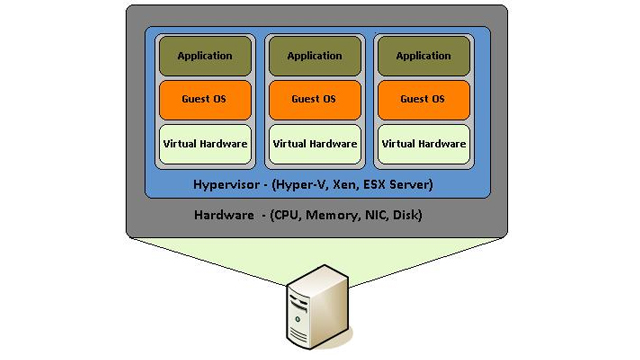 Application Application Application
Guest OS Guest OS Guest OS
Virtual Hardware Virtual Hardware Virtual Hardware
Hypervisor - (Hyper-V, Xen, ESX Server)
Hardware - (CPU, Memory, NIC, Disk)